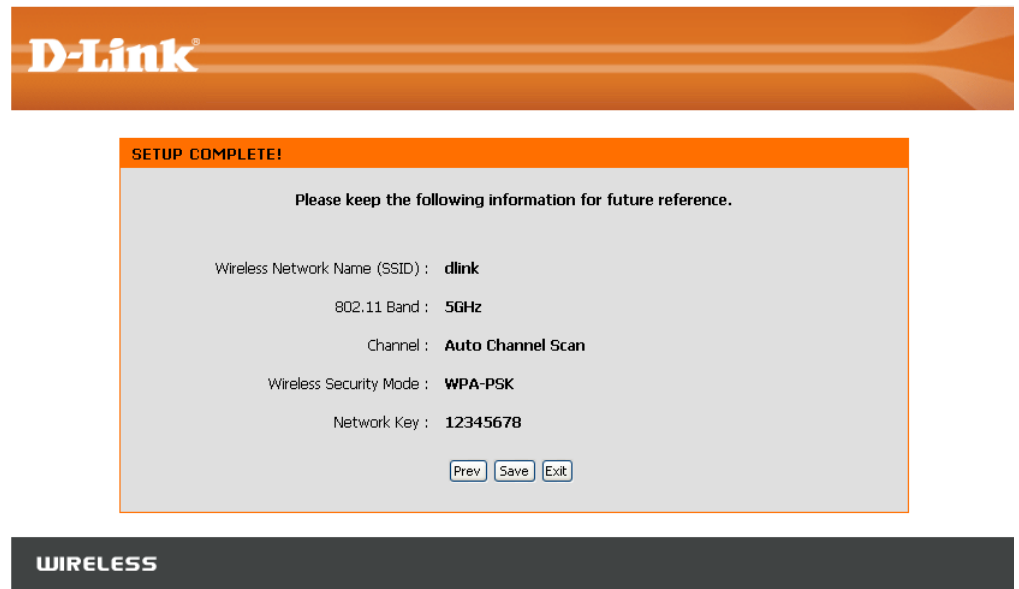 D-Link®
SETUP COMPLETE!
Please keep the following information for future reference.
Wireless Network Name (SSID) : dlink
802.11 Band : 5GHz
Channel : Auto Channel Scan
Wireless Security Mode : WPA-PSK
Network Key : 12345678
Prev Save Exit
WIRELESS